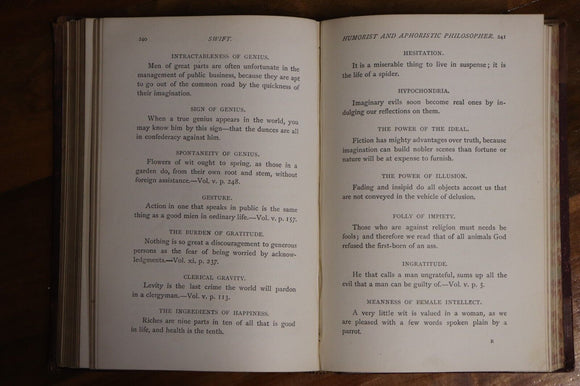 240 SWIFT.
INTRACTABLENESS OF GENIUS.
Men of great parts are often unfortunate in the
management of public business, because they are apt
to go out of the common road by the quickness of
their imagination.
SIGN OF GENIUS.
When a true genius appears in the world, you
may know him by this sign—that the dunces are all
in confederacy against him.
SPONTANEITY OF GENIUS.
Flowers of wit ought to spring, as those in a
garden do, from their own root and stem, without
foreign assistance.—Vol. v. p. 248.
GESTURE.
Action in one that speaks in public is the same
thing as a good mien in ordinary life.—Vol. v. p. 157.
THE BURDEN OF GRATITUDE.
Nothing is so great a discouragement to generous
persons as the fear of being worried by acknow-
ledgments.—Vol. xi. p. 237.
CLERICAL GRAVITY.
Levity is the last crime the world will pardon
in a clergyman.—Vol. v. p. 113.
THE INGREDIENTS OF HAPPINESS.
Riches are nine parts in ten of all that is good
in life, and health is the tenth.
HUMORIST AND APHORISTIC PHILOSOPHER. 241
HESITATION.
It is a miserable thing to live in suspense; it is
the life of a spider.
HYPOCHONDRIA.
Imaginary evils soon become real ones by in-
dulging our reflections on them.
THE POWER OF THE IDEAL.
Fiction has mighty advantages over truth, because
imagination can build nobler scenes than fortune or
nature will be at expense to furnish.
THE POWER OF ILLUSION.
Fading and insipid do all objects accost us that
are not conveyed in the vehicle of delusion.
FOLLY OF IMPIETY.
Those who are against religion must needs be
fools; and therefore we read that of all animals God
refused the first-born of an ass.
INGRATITUDE.
He that calls a man ungrateful, sums up all the
evil that a man can be guilty of.—Vol. v. p. 5.
MEANNESS OF FEMALE INTELLECT.
A very little wit is valued in a woman, as we
are pleased with a few words spoken plain by a
parrot.
R